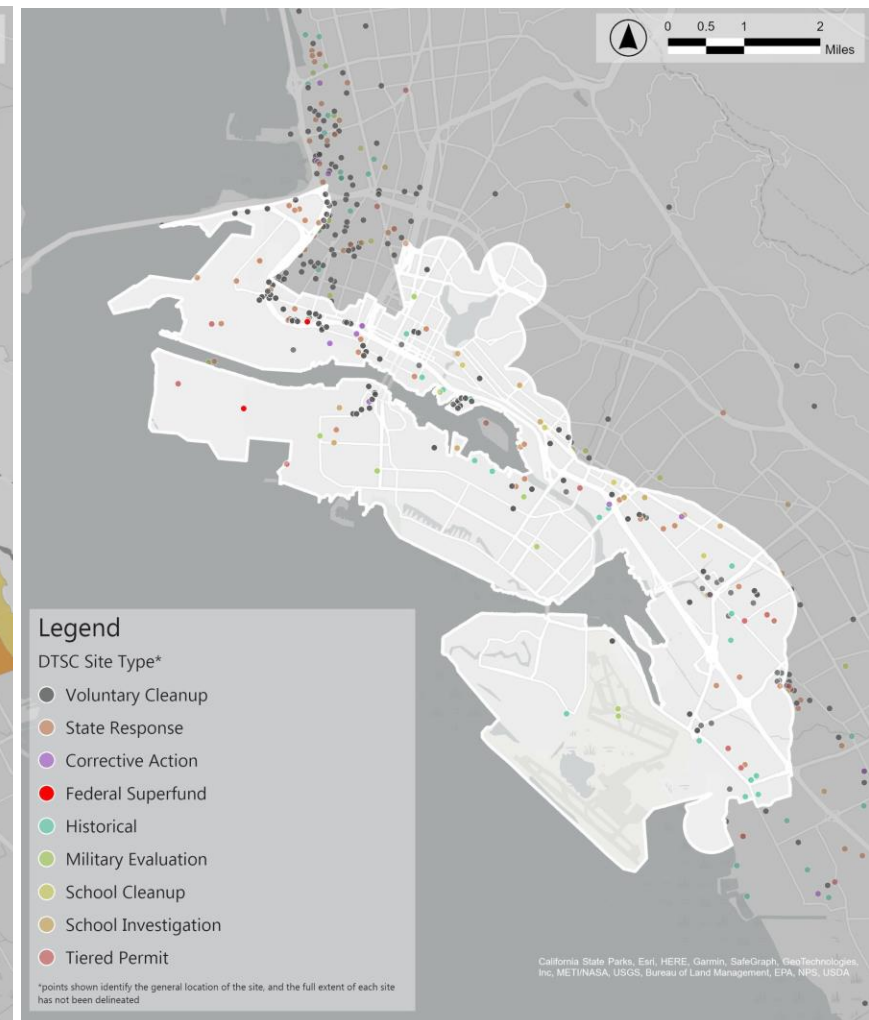 0 0.5 1 2
Miles
Legend
DTSC Site Type*
Voluntary Cleanup
State Response
Corrective Action
Federal Superfund
Historical
Military Evaluation
School Cleanup
School Investigation
Tiered Permit
*points shown identify the general location of the site, and the full extent of each site
has not been delineated
California State Parks, Esri, HERE, Garmin, SafeGraph, GeoTechnologies,
Inc, METI/NASA, USGS, Bureau of Land Management, EPA, NPS, USDA